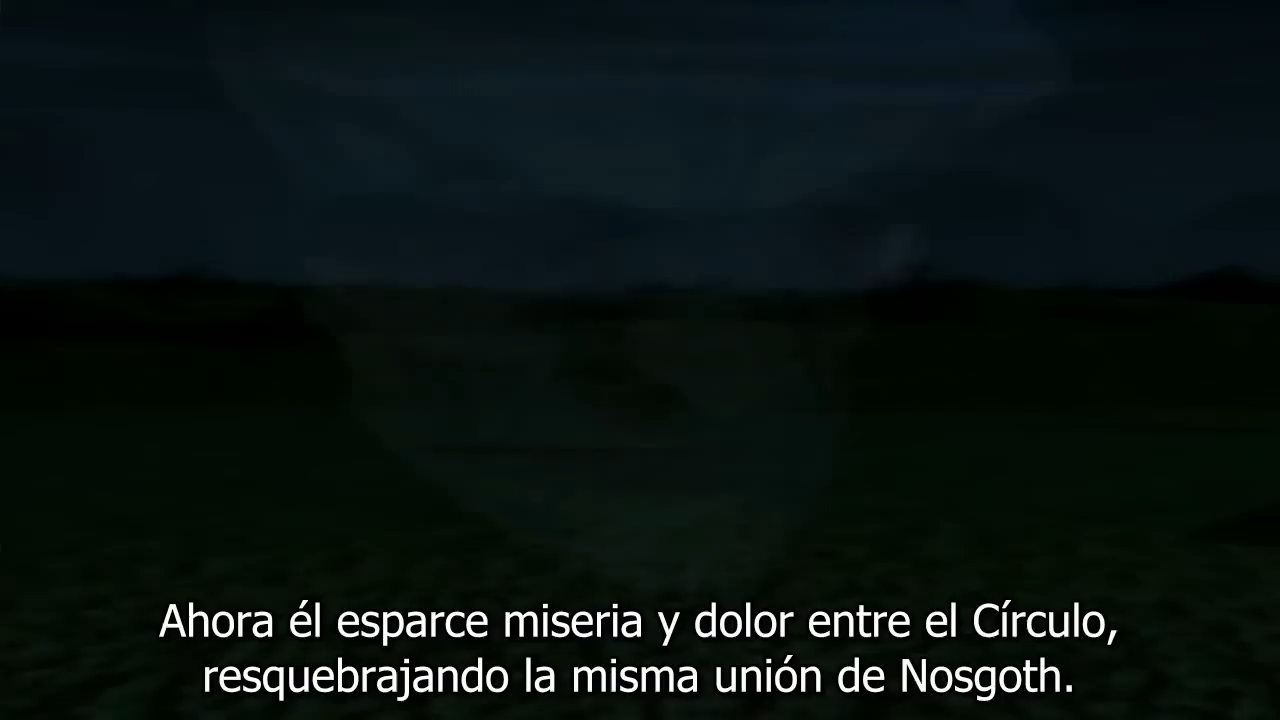 Ahora él esparce miseria y dolor entre el Círculo,
resquebrajando la misma unión de Nosgoth.